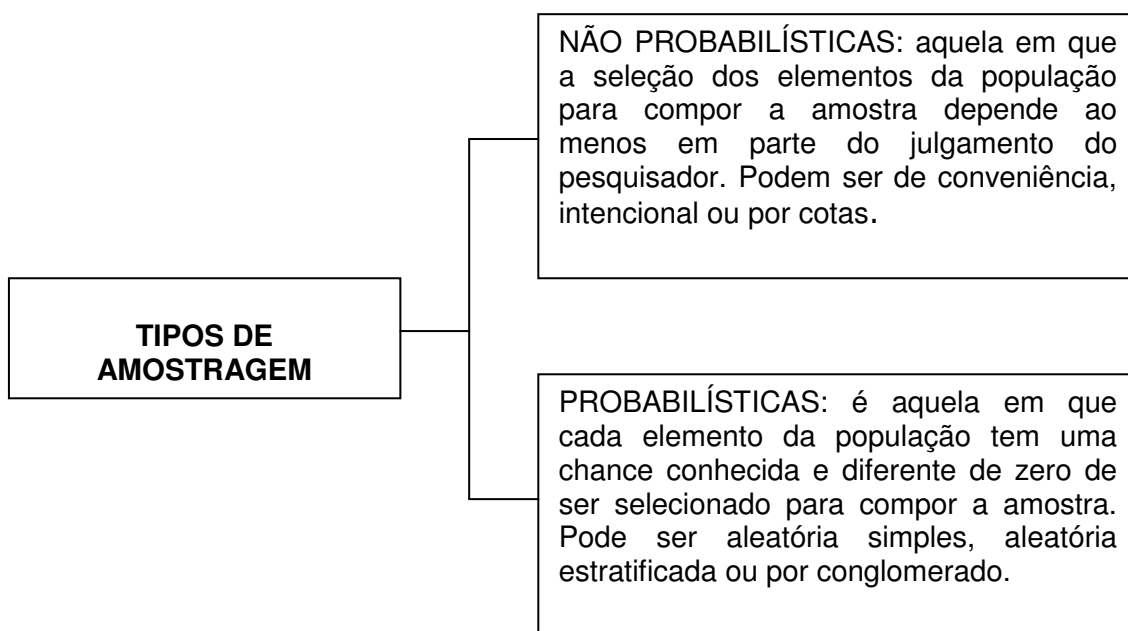 NÃO PROBABILÍSTICAS: aquela em que
a seleção dos elementos da população
para compor a amostra depende ao
menos em parte do julgamento do
pesquisador. Podem ser de conveniência,
intencional ou por cotas.
TIPOS DE
AMOSTRAGEM
PROBABILÍSTICAS: é aquela em que
cada elemento da população tem uma
chance conhecida e diferente de zero de
ser selecionado para compor a amostra.
Pode ser aleatória simples, aleatória
estratificada ou por conglomerado.